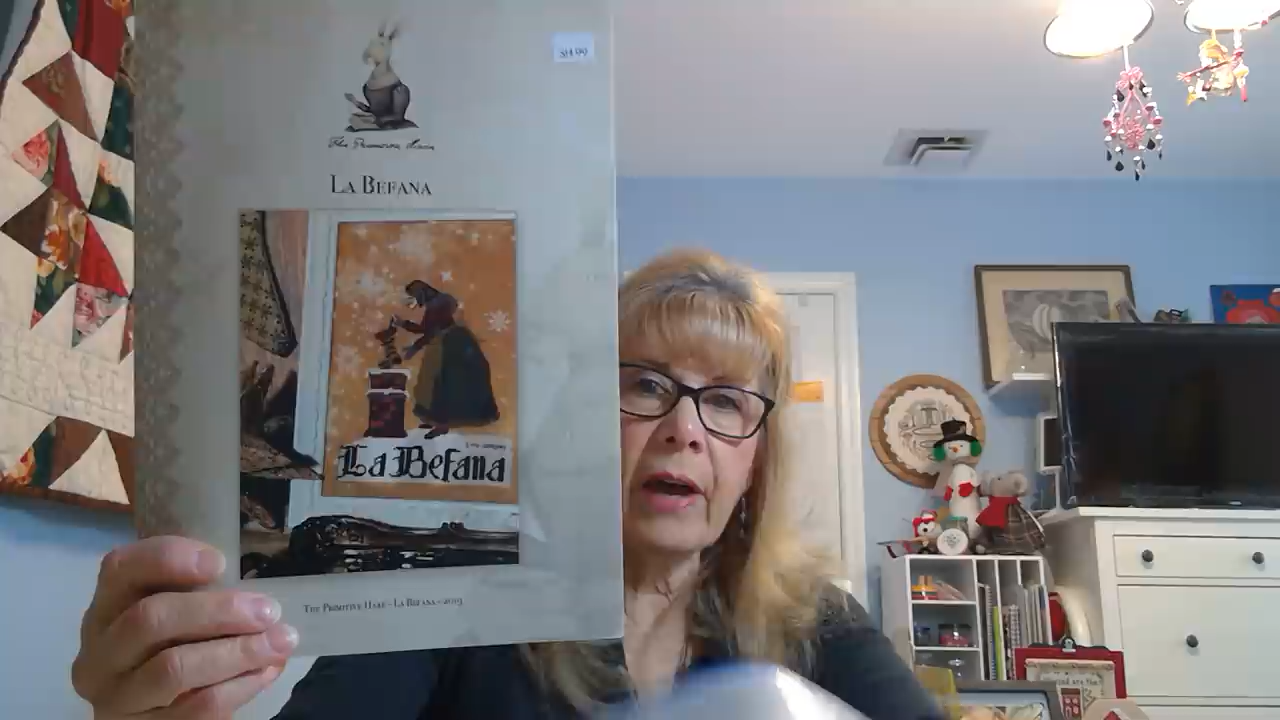 $14.99
The Primitive Hare
La Befana
La Befana
The Primitive Hare - La Befana - 2019